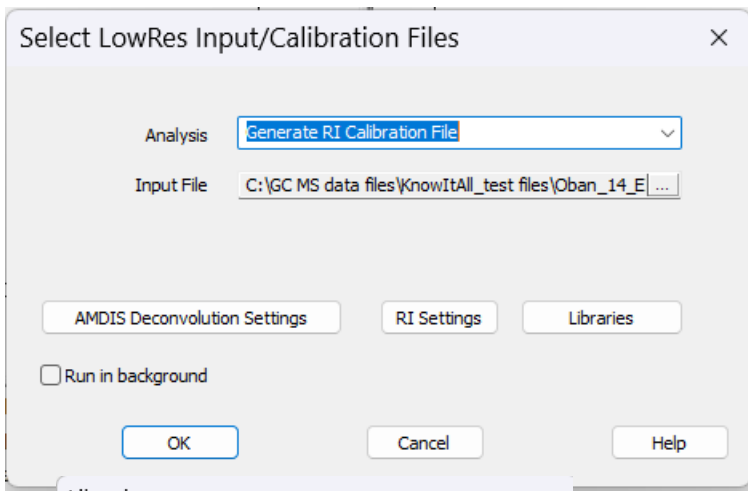 Select LowRes Input/Calibration Files
Analysis Generate RI Calibration File
Input File C:\GC MS data files\KnowItAll_test files\Oban_14_E ...
AMDIS Deconvolution Settings RI Settings Libraries
Run in background
OK Cancel Help